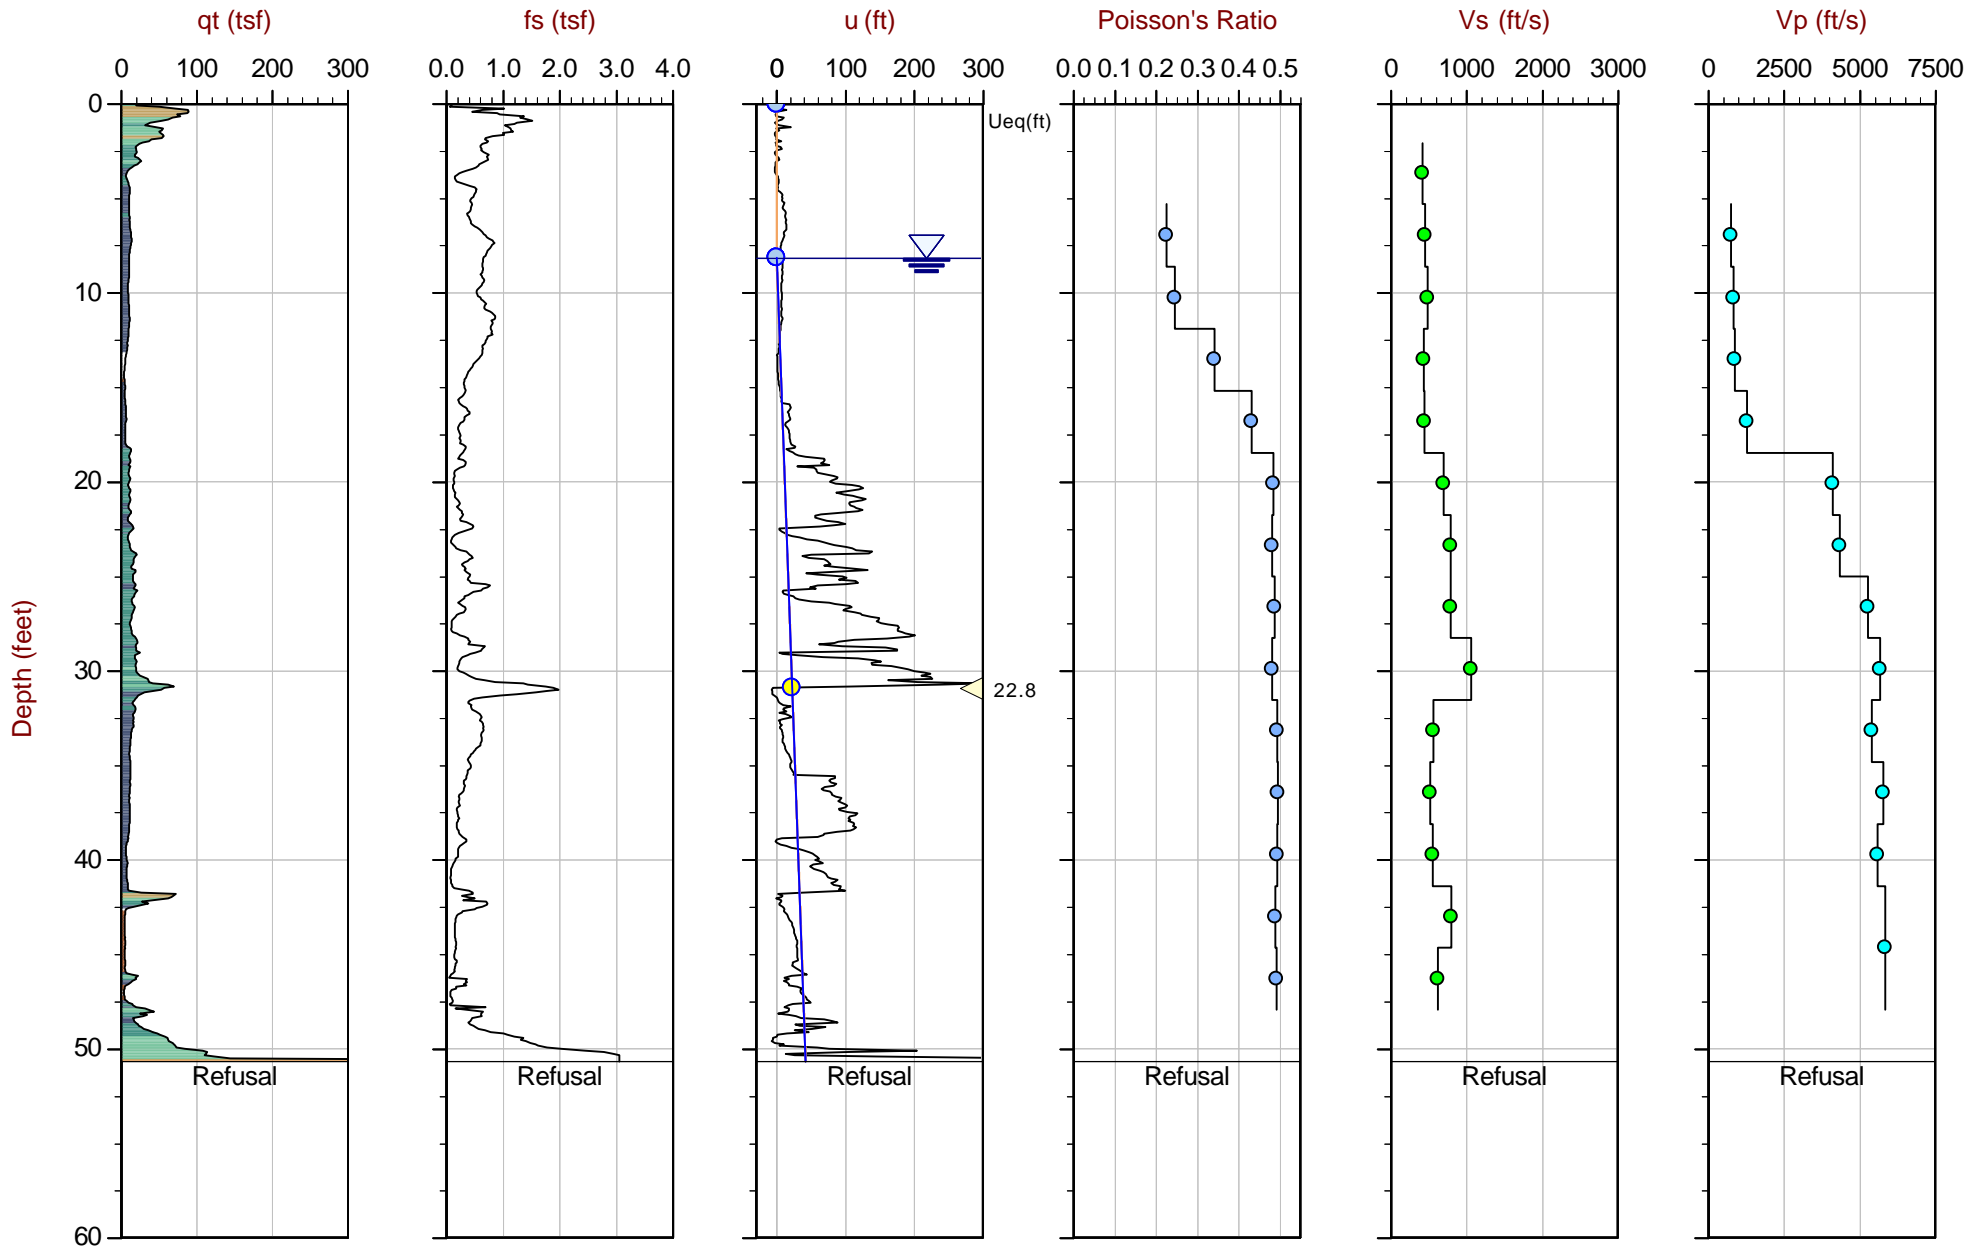 qt (tsf) fs (tsf) u (ft) Poisson's Ratio Vs (ft/s) Vp (ft/s)
0 100 200 300 0.0 1.0 2.0 3.0 4.0 0 100 200 300 0.0 0.1 0.2 0.3 0.4 0.5 0 1000 2000 3000 0 2500 5000 7500
0
Ueq(ft)
10
20
30
22.8
40
50
Refusal Refusal Refusal Refusal Refusal Refusal
60
Depth (feet)